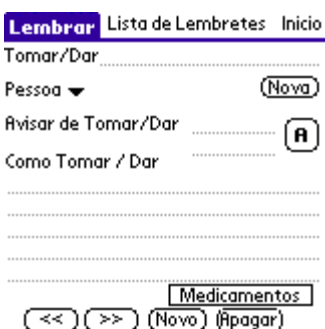 Lembrar Lista de Lembretes Inicio
Tomar/Dar
Pessoa (Nova)
Avisar de Tomar/Dar A
Como Tomar / Dar
Medicamentos
<< >> Novo Apagar